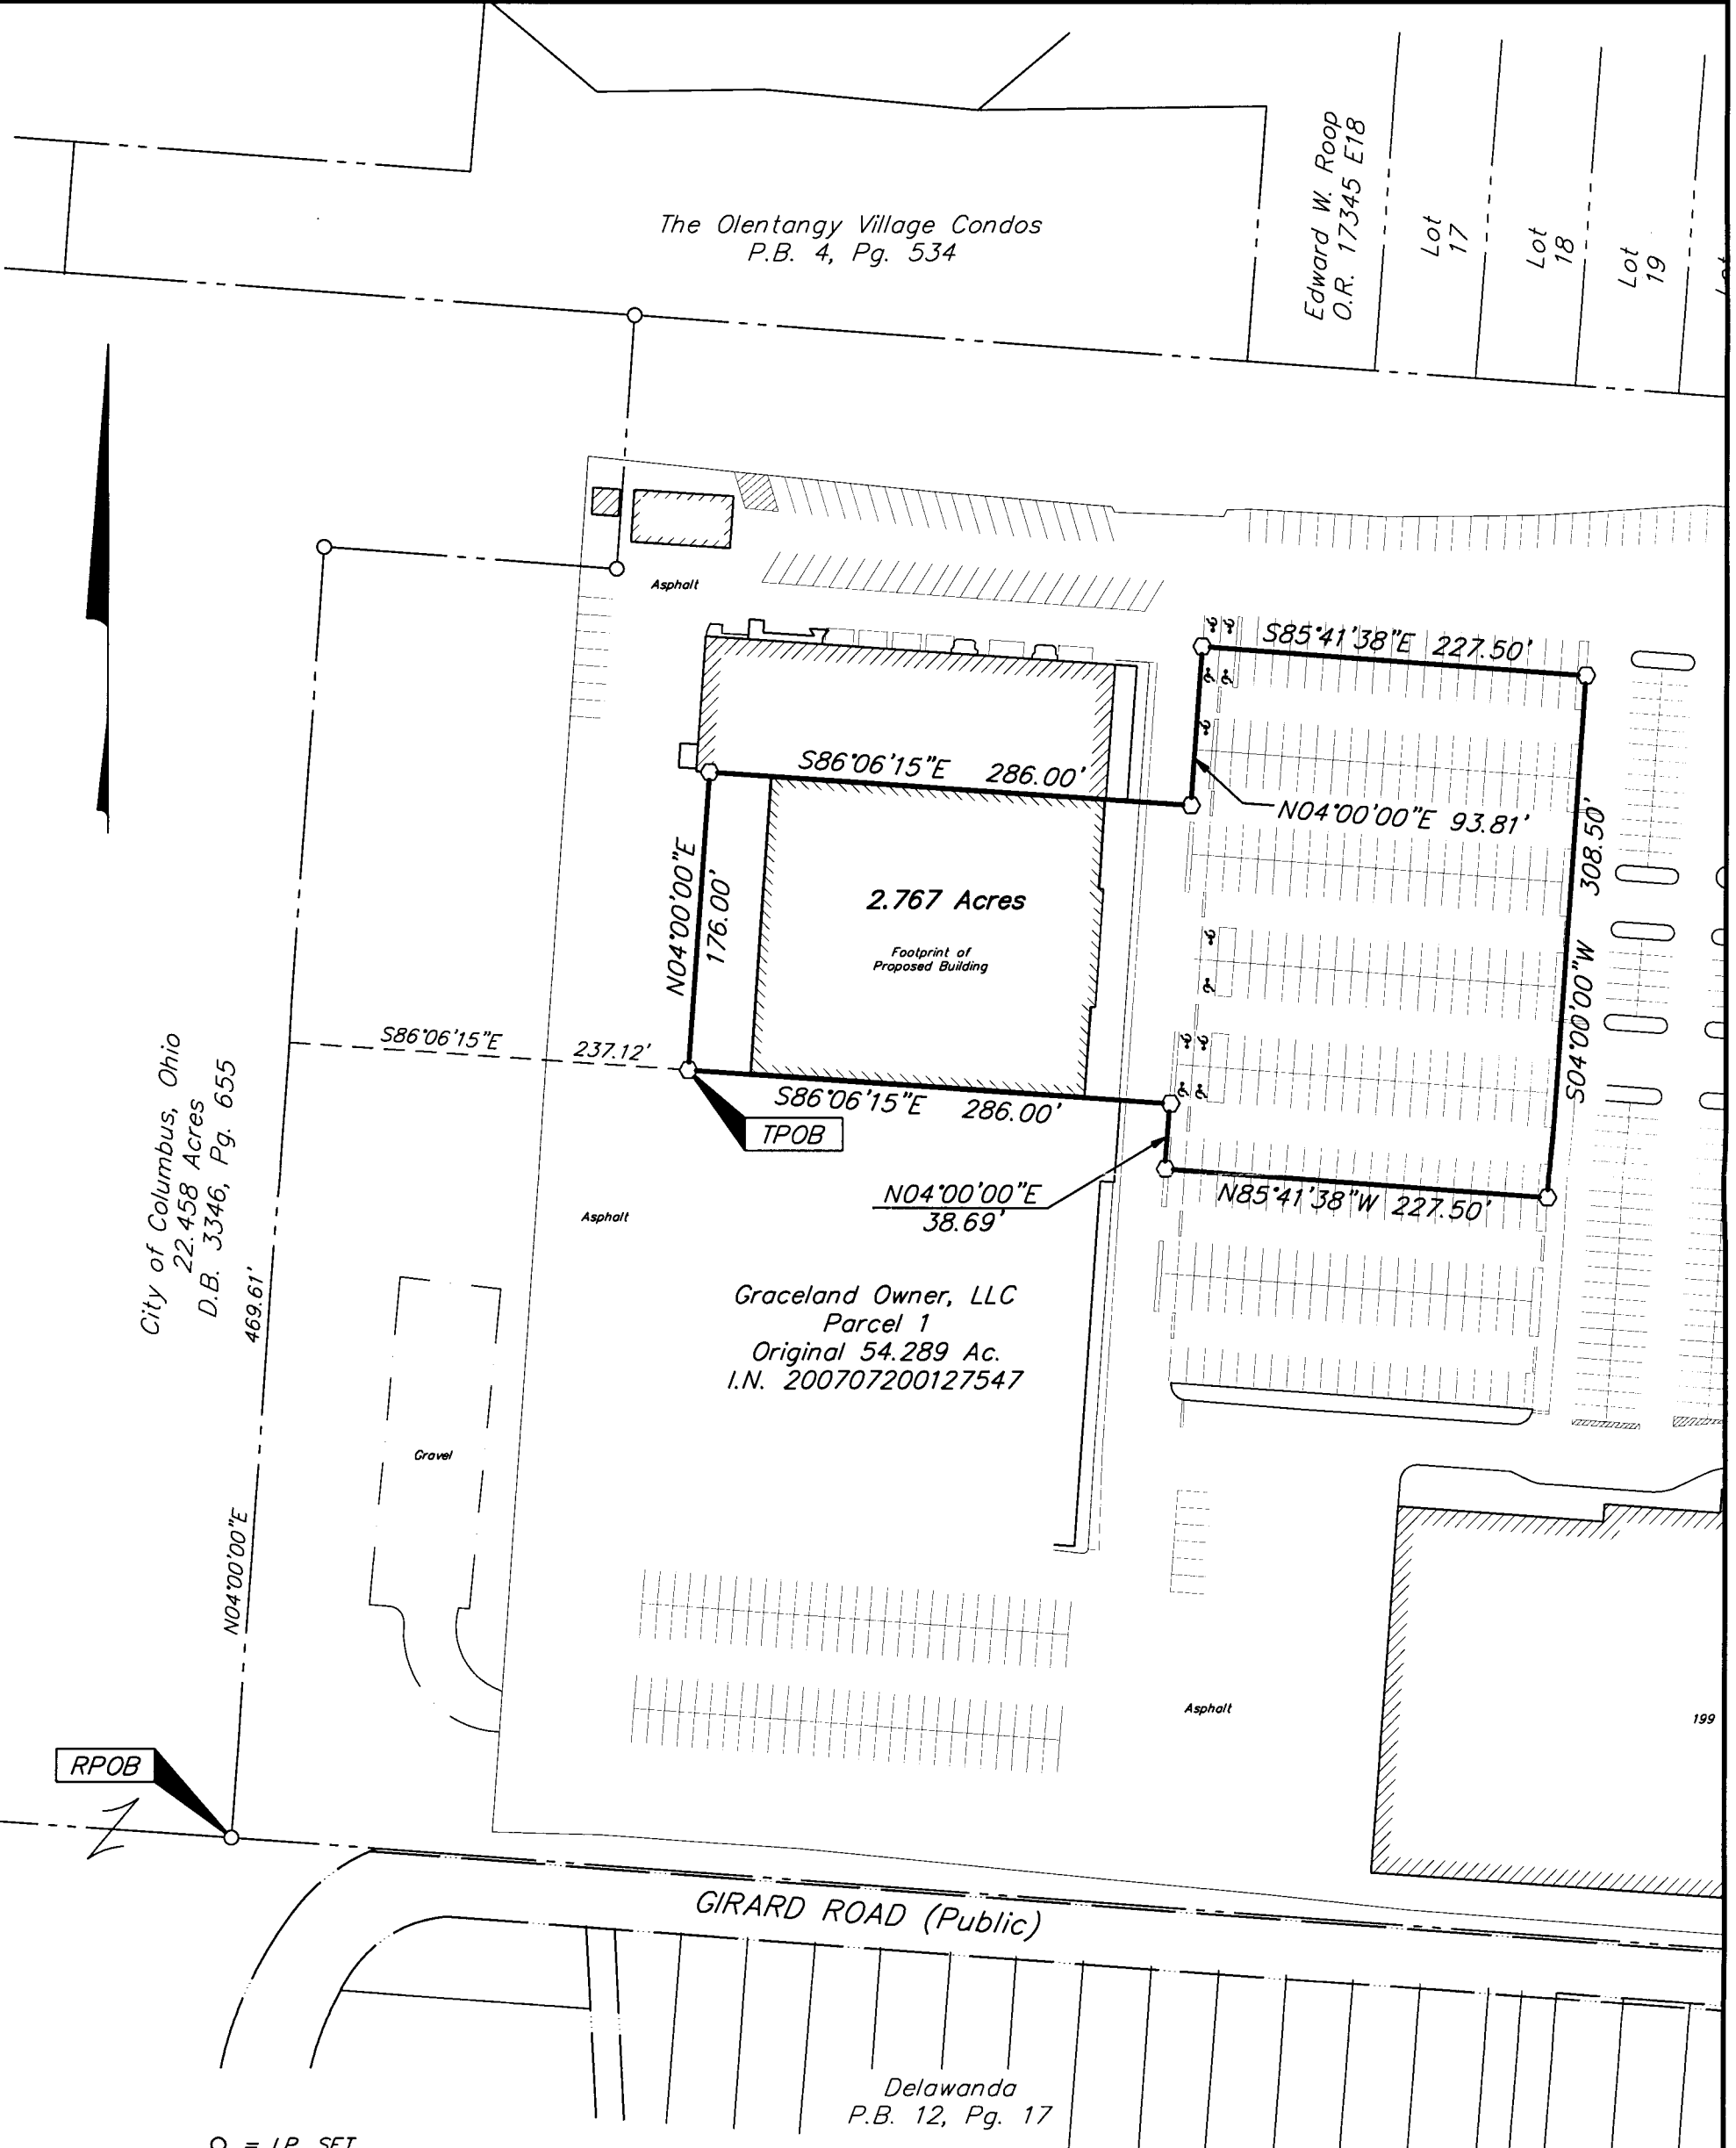 The Olentangy Village Condos
P.B. 4, Pg. 534
Edward W. Roop
O.R. 17345 E18
Lot
17
Lot
18
Lot
19
Lot
Asphalt
S85°41'38"E 227.50'
S86°06'15"E 286.00'
N04°00'00"E 93.81'
N04°00'00"E
176.00'
2.767 Acres
Footprint of
Proposed Building
308.50'
S04°00'00"W
S86°06'15"E 237.12'
S86°06'15"E 286.00'
TPOB
City of Columbus, Ohio
22.458 Acres
D.B. 3346, Pg. 655
469.61'
N04°00'00"E
N04°00'00"E
38.69'
N85°41'38"W 227.50'
Asphalt
Graceland Owner, LLC
Parcel 1
Original 54.289 Ac.
I.N. 200707200127547
Gravel
Asphalt
199
RPOB
GIRARD ROAD (Public)
Delawanda
P.B. 12, Pg. 17
O = I.P. SET